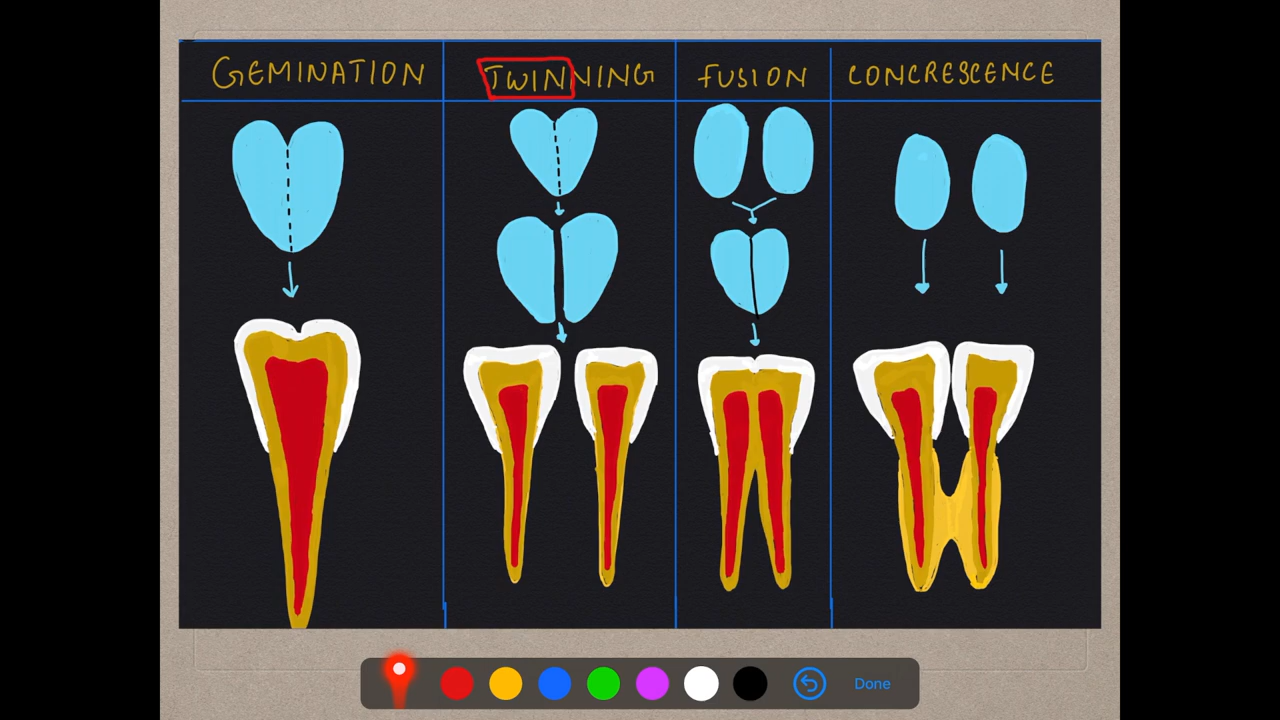 GEMINATION
TWINNING
FUSION
CONCRESCENCE
Done